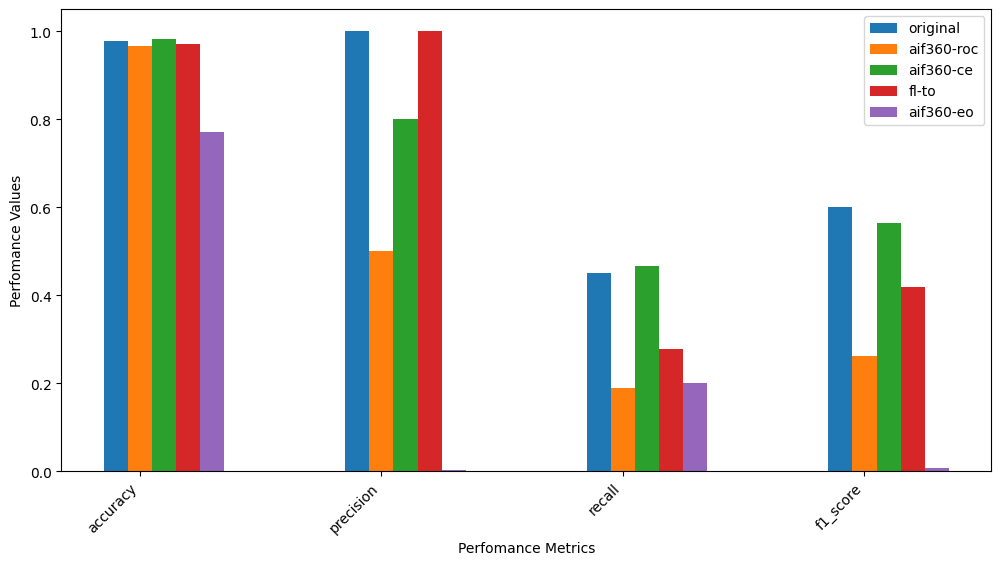 original
aif360-roc
aif360-ce
fl-to
aif360-eo
Perfomance Values
1.0
0.8
0.6
0.4
0.2
0.0
accuracy
precision
recall
f1_score
Perfomance Metrics